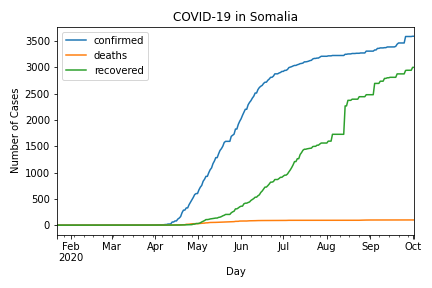 COVID-19 in Somalia
confirmed
deaths
recovered
Number of Cases
3500
3000
2500
2000
1500
1000
500
0
Feb Mar Apr May Jun Jul Aug Sep Oct
2020
Day